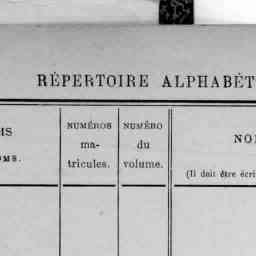 RÉPERTOIRE ALPHABÉT
MS
OMS.
NUMÉROS
ma-
tricules.
NUMÉRO
du
volume.
NO
(Il doit être écri